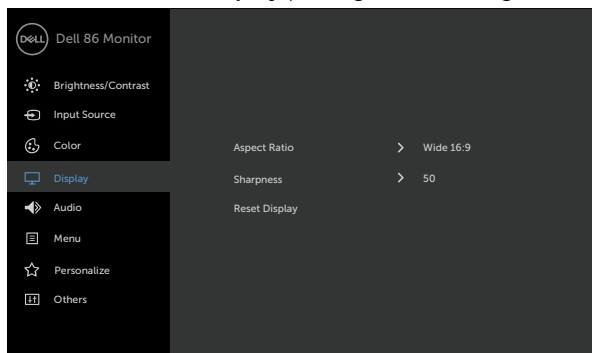 DELL Dell 86 Monitor
Brightness/Contrast
Input Source
Color
Display
Audio
Menu
Personalize
Others
Aspect Ratio > Wide 16:9
Sharpness > 50
Reset Display